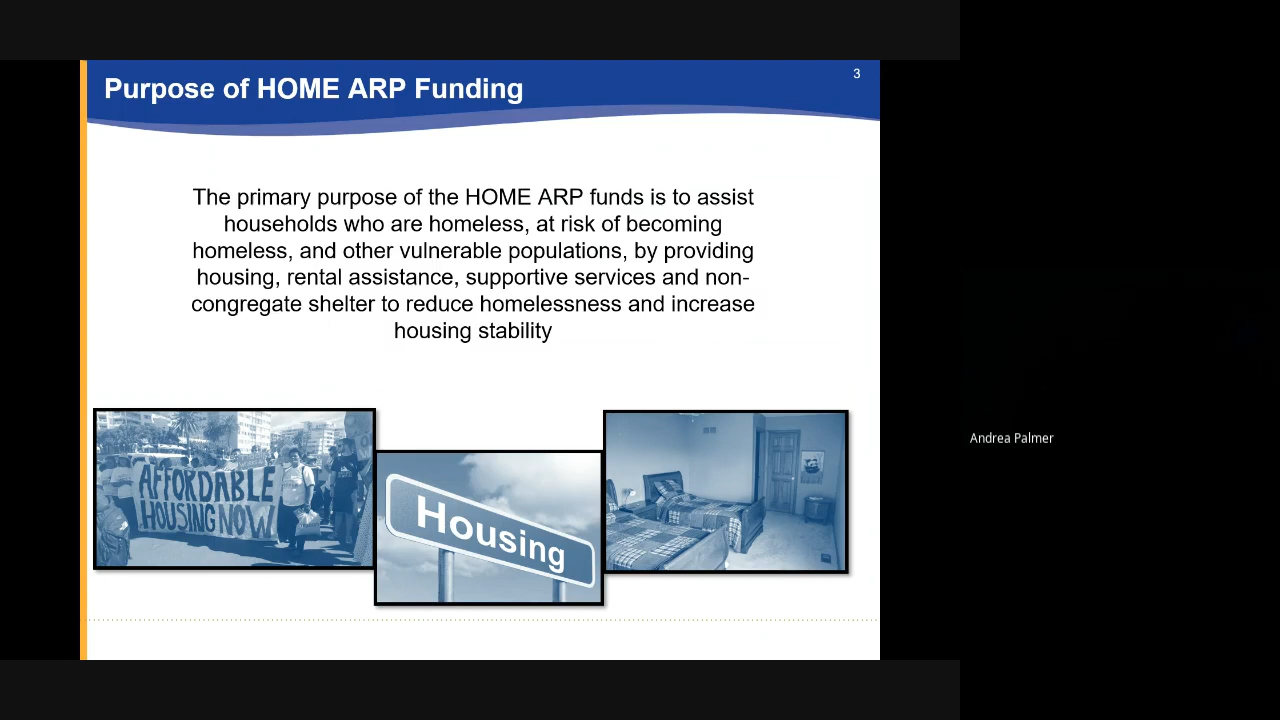 Purpose of HOME ARP Funding
3
The primary purpose of the HOME ARP funds is to assist
households who are homeless, at risk of becoming
homeless, and other vulnerable populations, by providing
housing, rental assistance, supportive services and non-
congregate shelter to reduce homelessness and increase
housing stability
AFFORDABLE
HOUSING NOW
Housing
Andrea Palmer